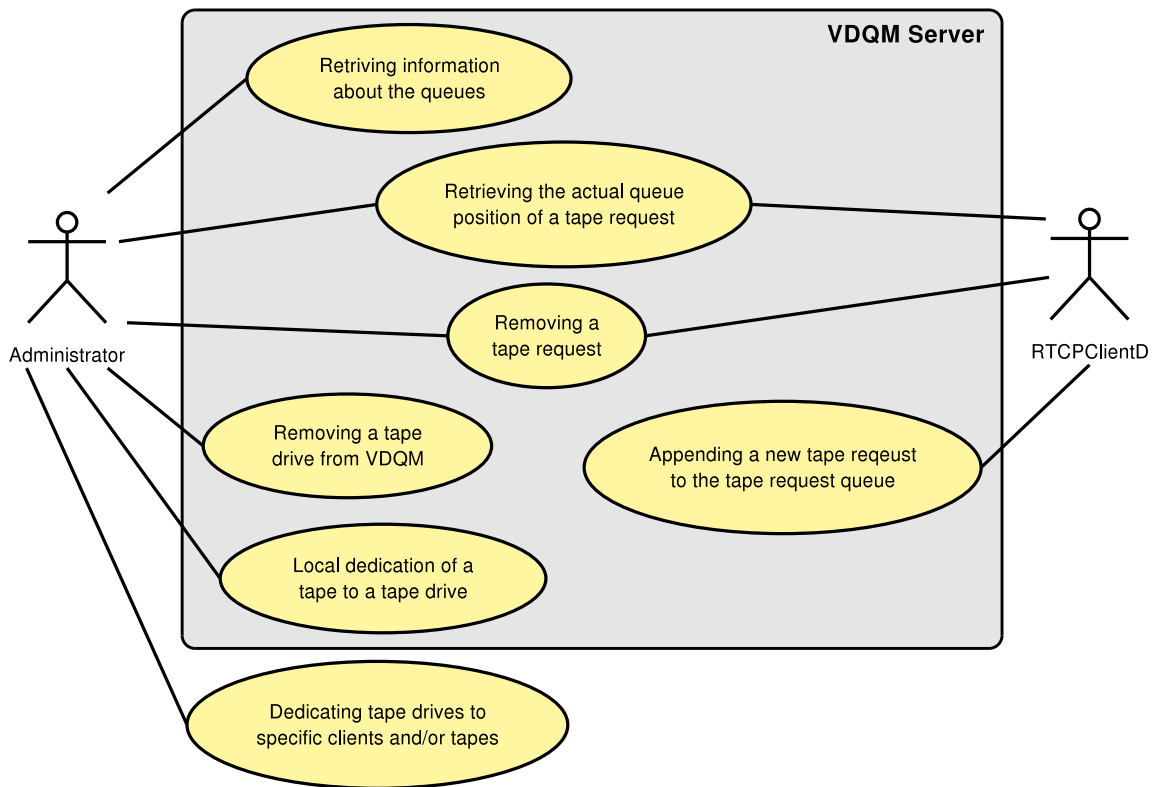 VDQM Server
Retriving information
about the queues
Retrieving the actual queue
position of a tape request
Removing a
tape request
Administrator
RTCPClientD
Removing a tape
drive from VDQM
Appending a new tape reqeust
to the tape request queue
Local dedication of a
tape to a tape drive
Dedicating tape drives to
specific clients and/or tapes